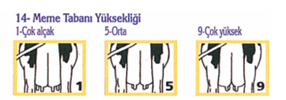 14- Meme Tabanı Yüksekliği
1-Çok alçak 5-Orta 9-Çok yüksek
1 5 9